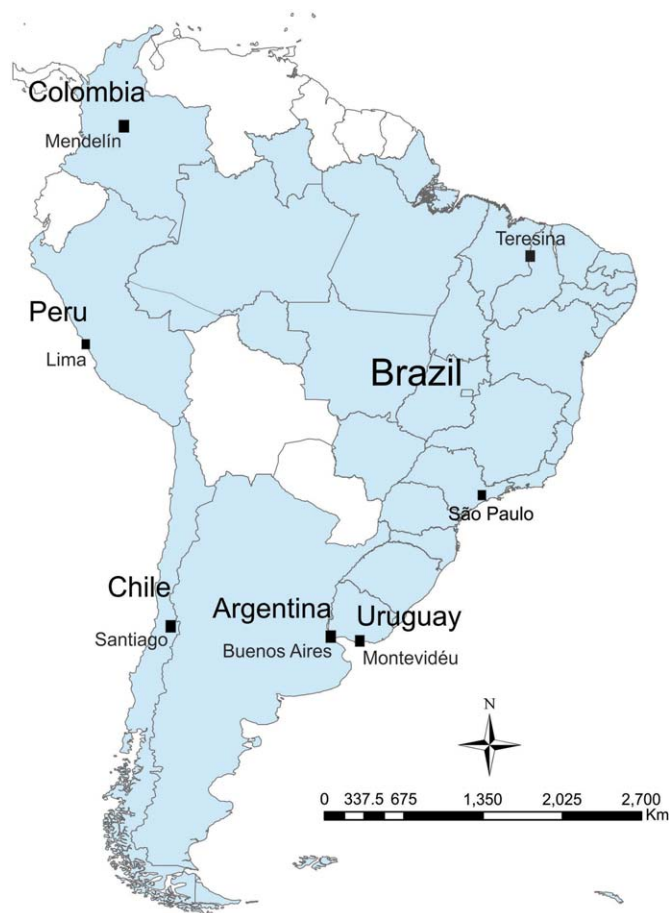 Colombia
Mendelín
Teresina
Peru
Lima
Brazil
São Paulo
Chile
Santiago
Argentina
Buenos Aires
Uruguay
Montevidéu
N
0 337.5 675 1,350 2,025 2,700
Km